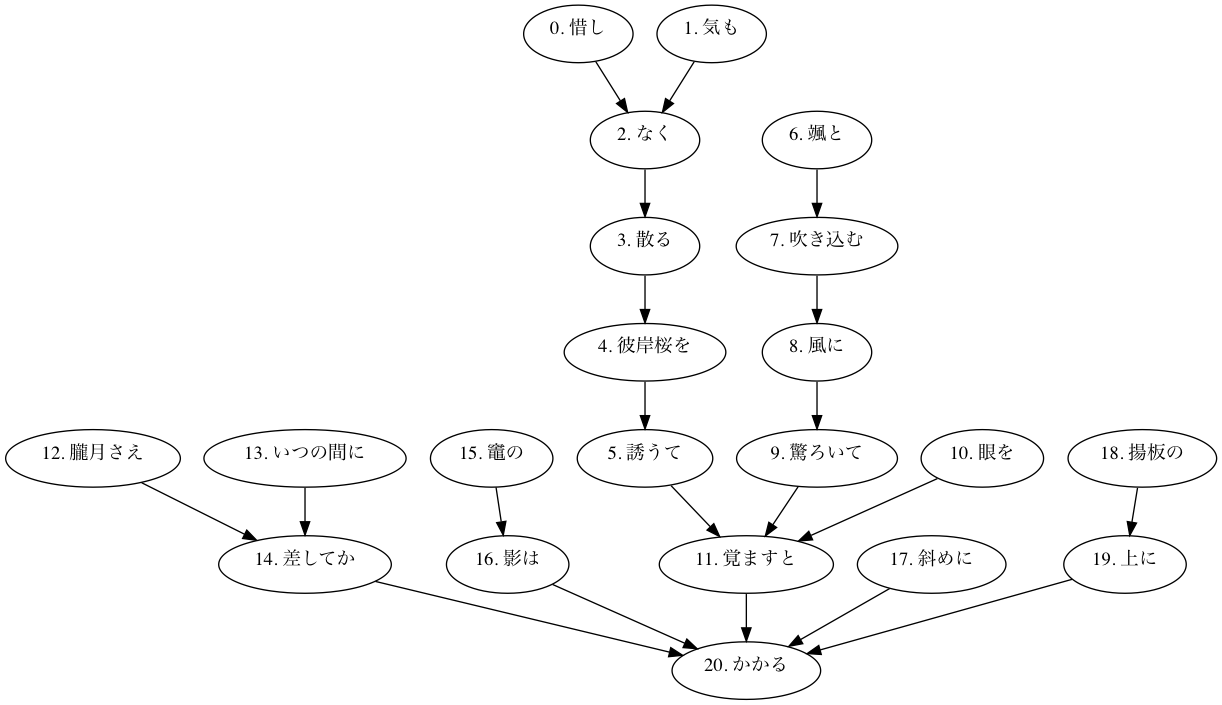 0. 惜し
1. 気も
2. なく
6. 颯と
3. 散る
7. 吹き込む
4. 彼岸桜を
8. 風に
12. 朧月さえ
13. いつの間に
15. 竈の
5. 誘うて
9. 驚ろいて
10. 眼を
18. 揚板の
14. 差してか
16. 影は
11. 覚ますと
17. 斜めに
19. 上に
20. かかる